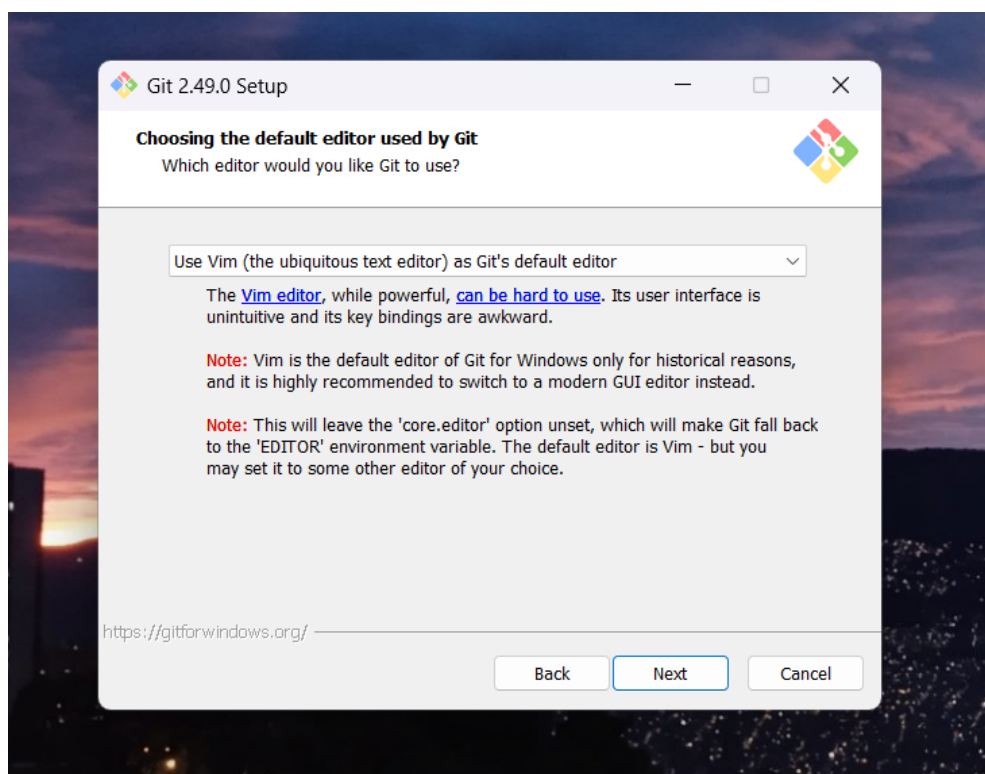 Git 2.49.0 Setup
Choosing the default editor used by Git
Which editor would you like Git to use?
Use Vim (the ubiquitous text editor) as Git's default editor
The Vim editor, while powerful, can be hard to use. Its user interface is
unintuitive and its key bindings are awkward.
Note: Vim is the default editor of Git for Windows only for historical reasons,
and it is highly recommended to switch to a modern GUI editor instead.
Note: This will leave the 'core.editor' option unset, which will make Git fall back
to the 'EDITOR' environment variable. The default editor is Vim - but you
may set it to some other editor of your choice.
https://gitforwindows.org/
Back Next Cancel